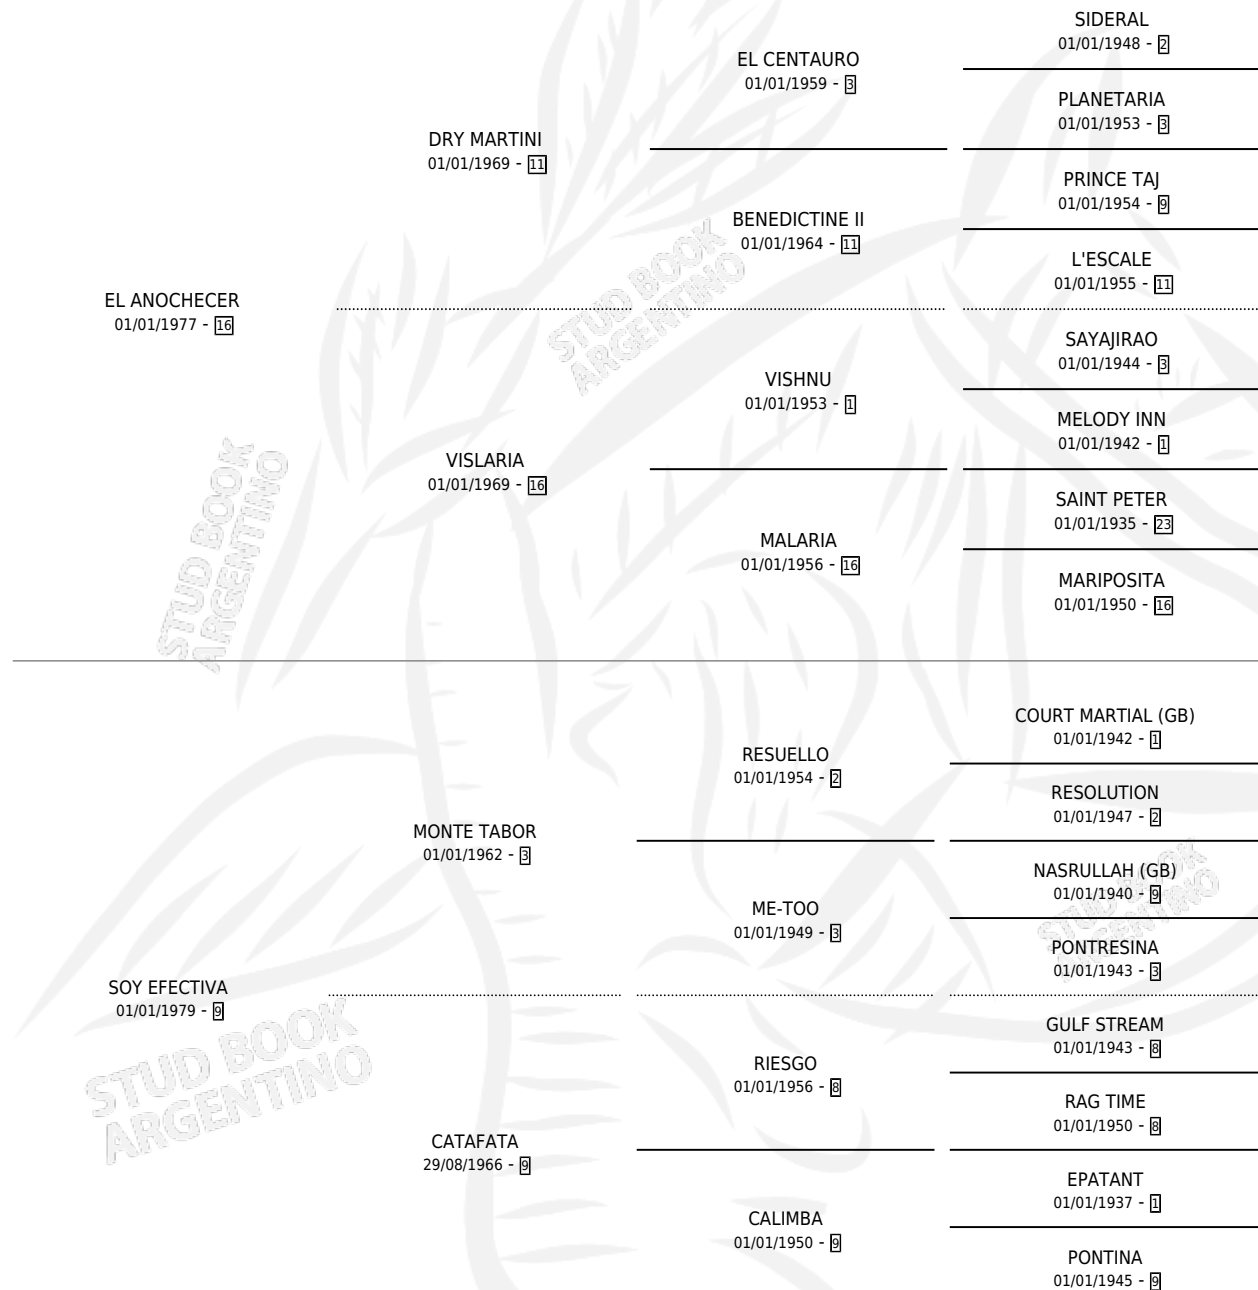 SIDERAL
01/01/1948 - 2
EL CENTAURO
01/01/1959 - 3
PLANETARIA
01/01/1953 - 3
DRY MARTINI
01/01/1969 - 11
PRINCE TAJ
01/01/1954 - 9
BENEDICTINE II
01/01/1964 - 11
L'ESCALE
01/01/1955 - 11
EL ANOCHECER
01/01/1977 - 16
SAYAJIRAO
01/01/1944 - 3
VISHNU
01/01/1953 - 1
MELODY INN
01/01/1942 - 1
VISLARIA
01/01/1969 - 16
SAINT PETER
01/01/1935 - 23
MALARIA
01/01/1956 - 16
MARIPOSITA
01/01/1950 - 16
COURT MARTIAL (GB)
01/01/1942 - 1
RESUELLO
01/01/1954 - 2
RESOLUTION
01/01/1947 - 2
MONTE TABOR
01/01/1962 - 3
NASRULLAH (GB)
01/01/1940 - 9
ME-TOO
01/01/1949 - 3
PONTRESINA
01/01/1943 - 3
SOY EFECTIVA
01/01/1979 - 9
GULF STREAM
01/01/1943 - 8
RIESGO
01/01/1956 - 8
RAG TIME
01/01/1950 - 8
CATAFATA
29/08/1966 - 9
EPATANT
01/01/1937 - 1
CALIMBA
01/01/1950 - 9
PONTINA
01/01/1945 - 9
STUD BOOK
ARGENTINO
STUD BOOK
ARGENTINO
STUD BOOK
ARGENTINO
STUD BOOK
ARGENTINO